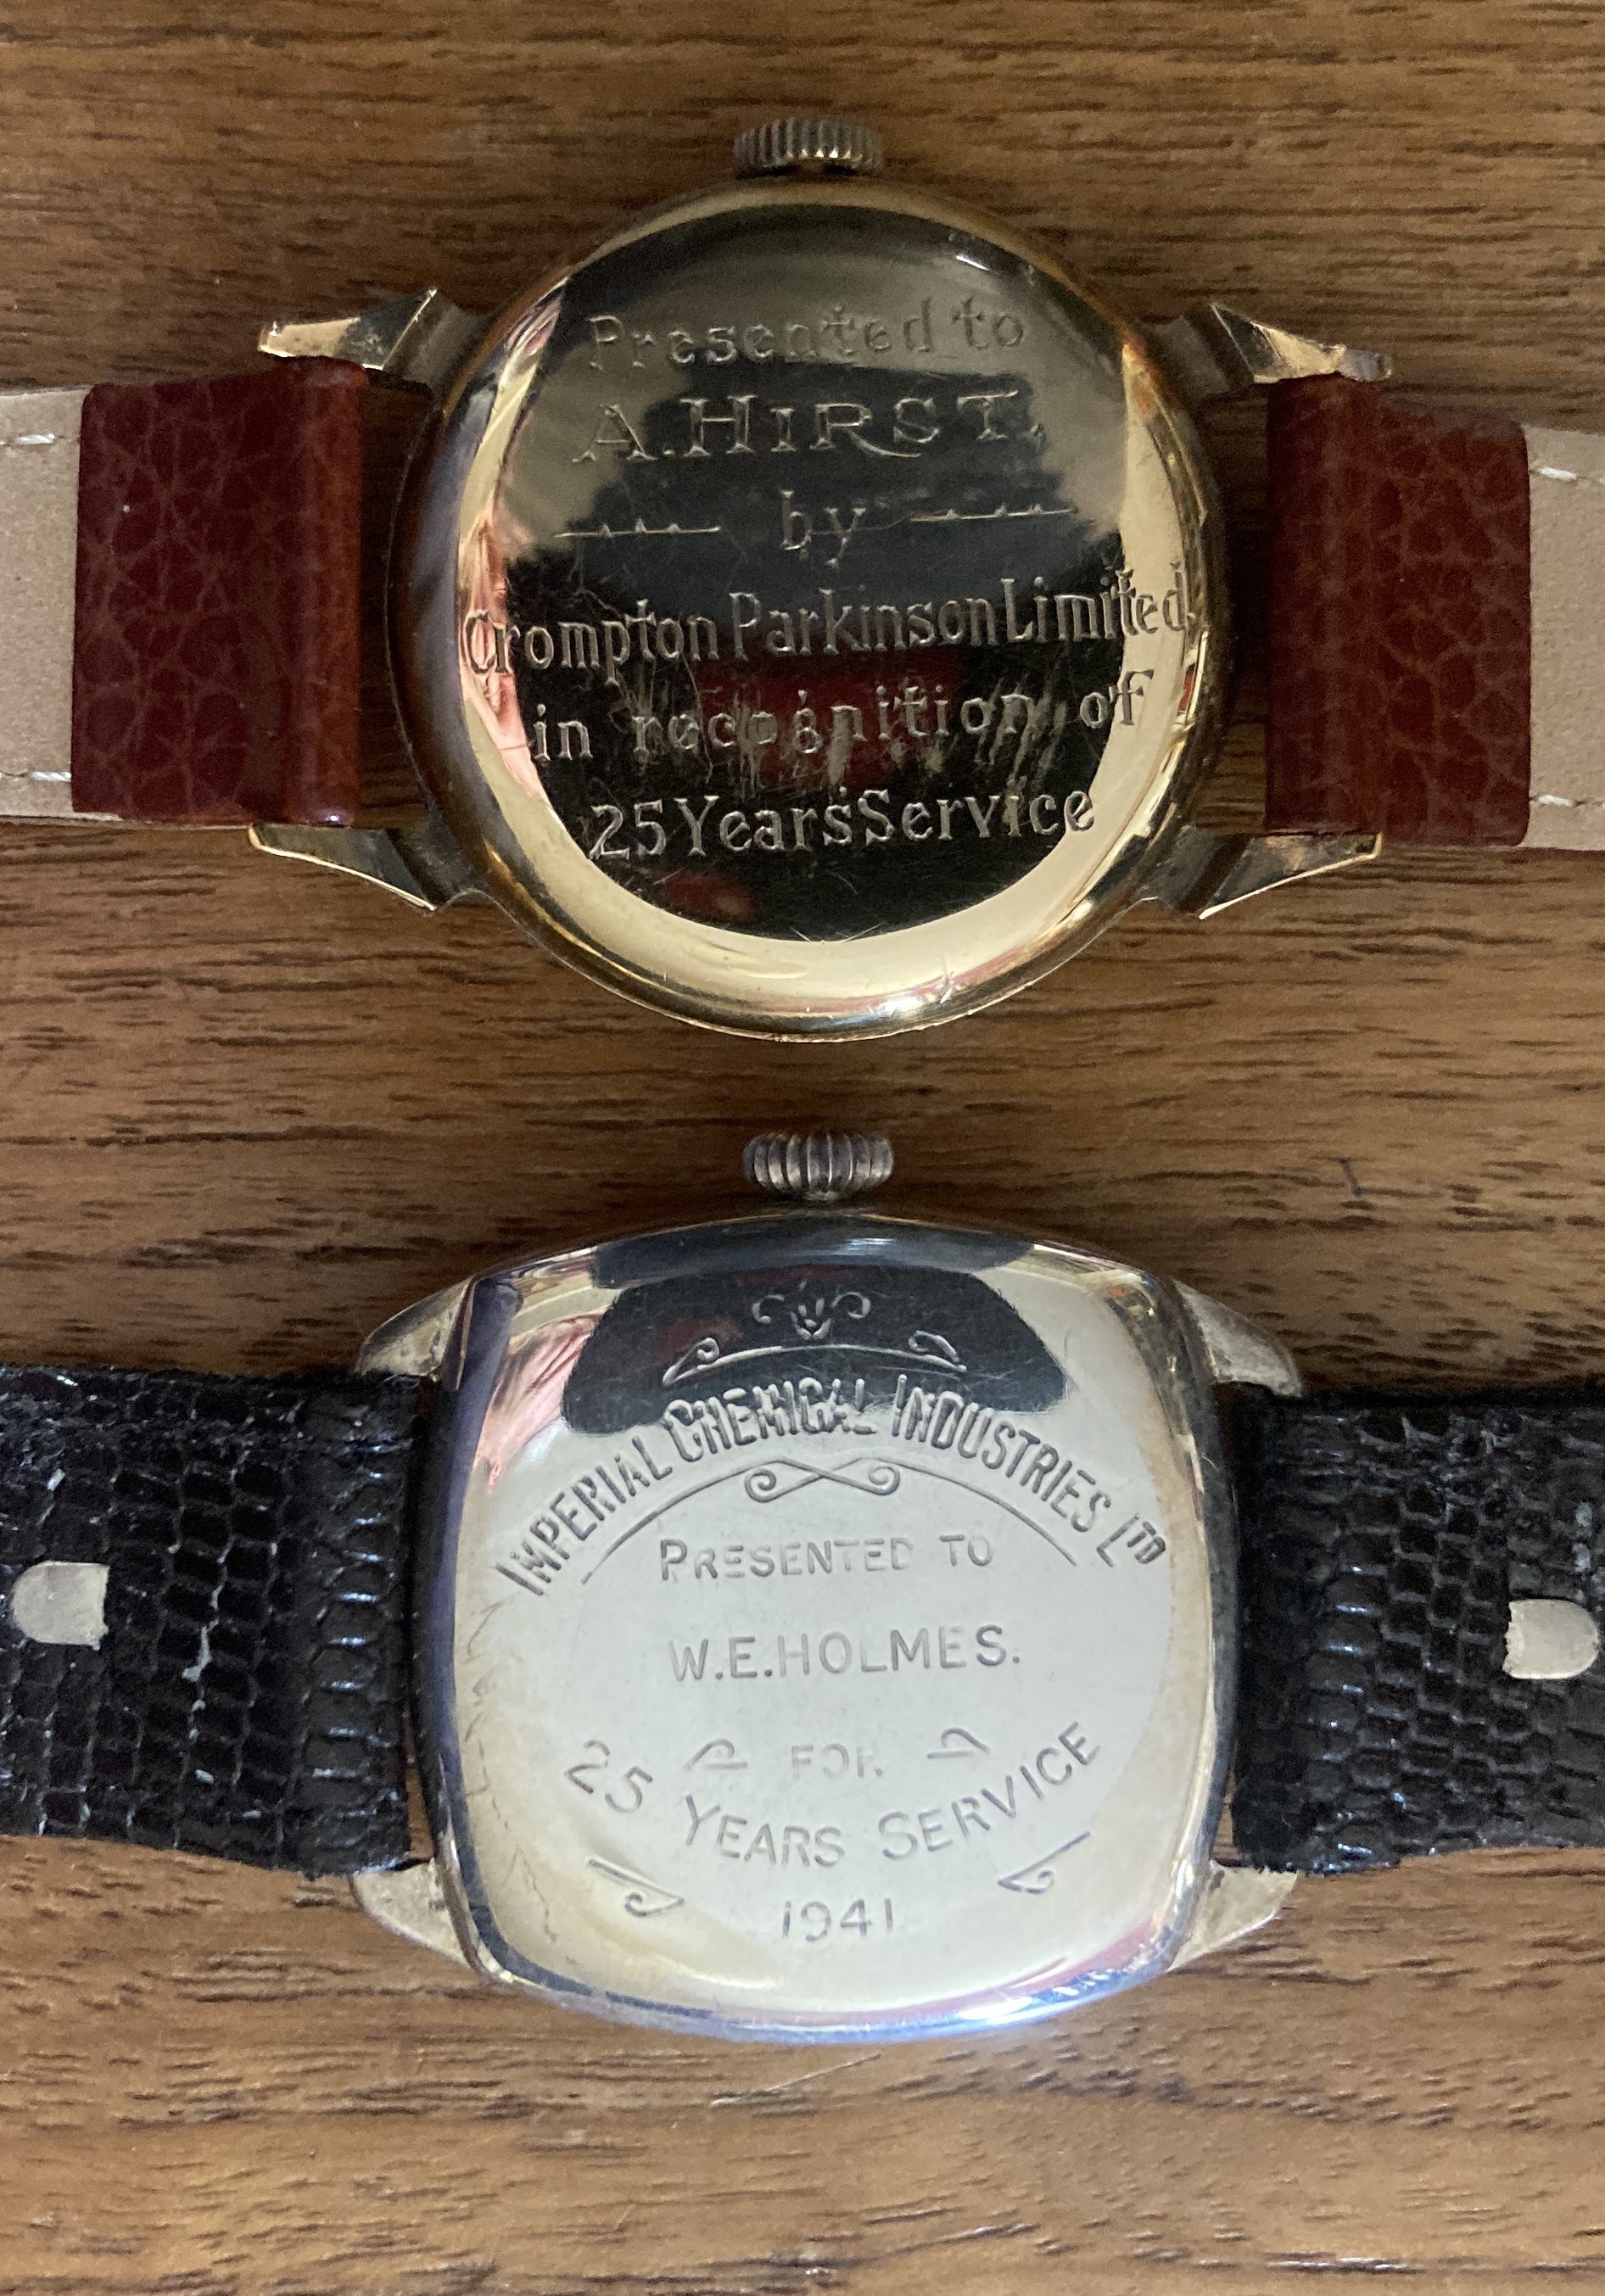 Presented to
A. HIRST,
by
Crompton Parkinson Limited,
in recognition of
25 Years Service
IMPERIAL CHEMICAL INDUSTRIES LTD
PRESENTED TO
W.E. HOLMES.
FOR
25 YEARS SERVICE
1941